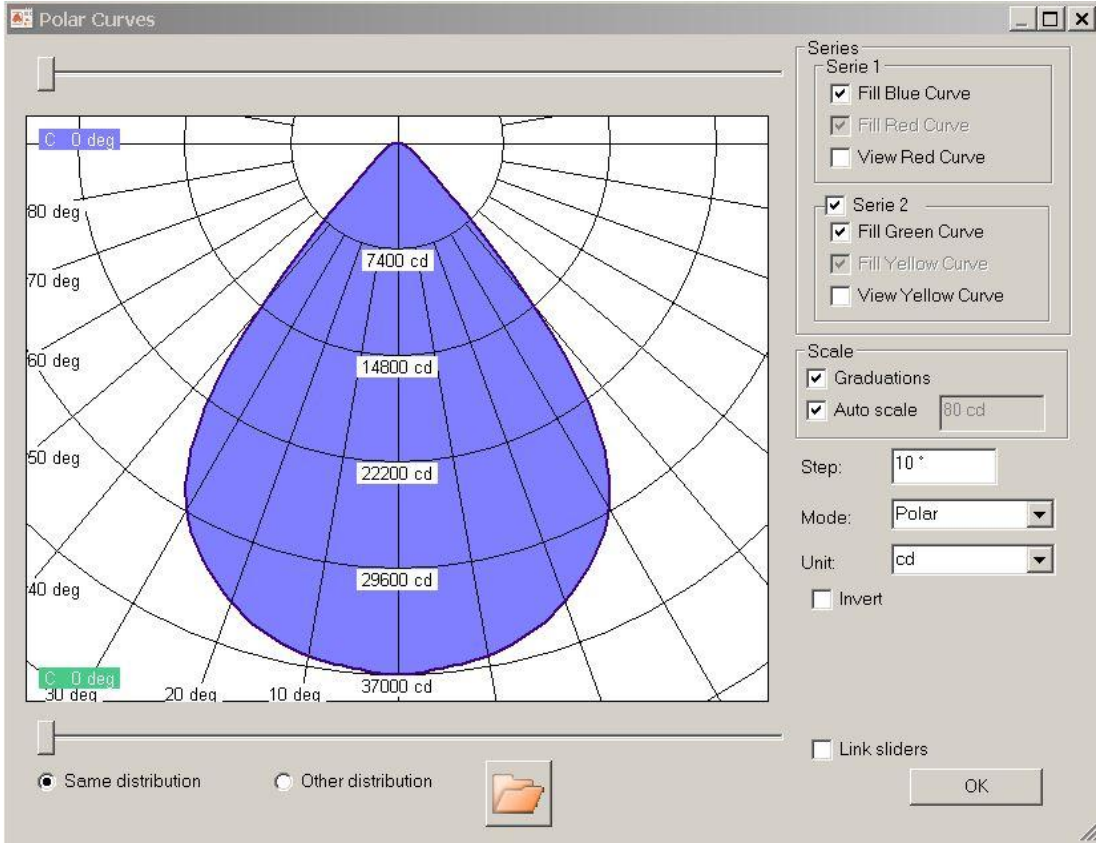 Polar Curves
Series
Serie 1
Fill Blue Curve
Fill Red Curve
View Red Curve
Serie 2
Fill Green Curve
Fill Yellow Curve
View Yellow Curve
Scale
Graduations
Auto scale 80 cd
Step: 10 °
Mode: Polar
Unit: cd
Invert
Link sliders
OK
C 0 deg
80 deg
70 deg
60 deg
50 deg
40 deg
7400 cd
14800 cd
22200 cd
29600 cd
37000 cd
C 0 deg
30 deg 20 deg 10 deg
Same distribution Other distribution